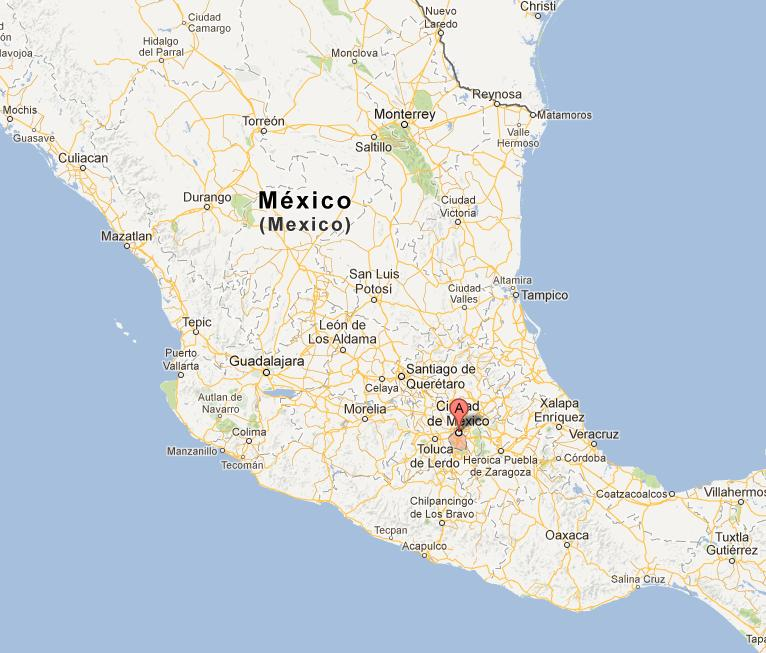 Nuevo
Laredo
Christi
Ciudad
Camargo
ón
Navojoa
Hidalgo
del Parral
Monclova
Reynosa
Matamoros
Mochis
Guasave
Torreón
Monterrey
Saltillo
Valle
Hermoso
Culiacan
Durango
México
(Mexico)
Ciudad
Victoria
Mazatlan
San Luis
Potosí
Ciudad
Valles
Altamira
Tampico
Tepic
León de
Los Aldama
Puerto
Vallarta
Guadalajara
Santiago de
Querétaro
Celaya
Autlan de
Navarro
Morelia
A
Ciudad
de México
Xalapa
Enríquez
Veracruz
Colima
Manzanillo
Tecomán
Toluca
de Lerdo
Heroica Puebla
de Zaragoza
Córdoba
Chilpancingo
de Los Bravo
Coatzacoalcos
Villahermos
Tecpan
Acapulco
Oaxaca
Tuxtla
Gutiérrez
Salina Cruz
Tapa